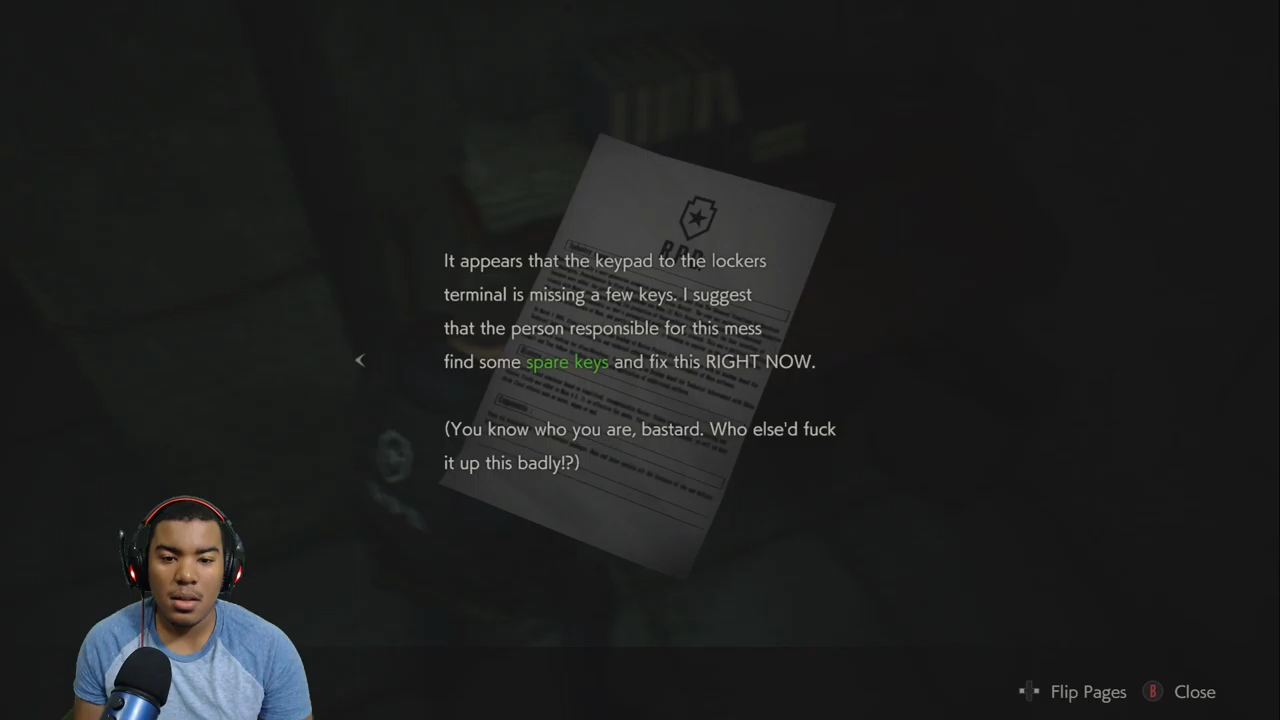 R.P.D.
It appears that the keypad to the lockers
terminal is missing a few keys. I suggest
that the person responsible for this mess
find some spare keys and fix this RIGHT NOW.
(You know who you are, bastard. Who else'd fuck
it up this badly!?)
B
Flip Pages
Close